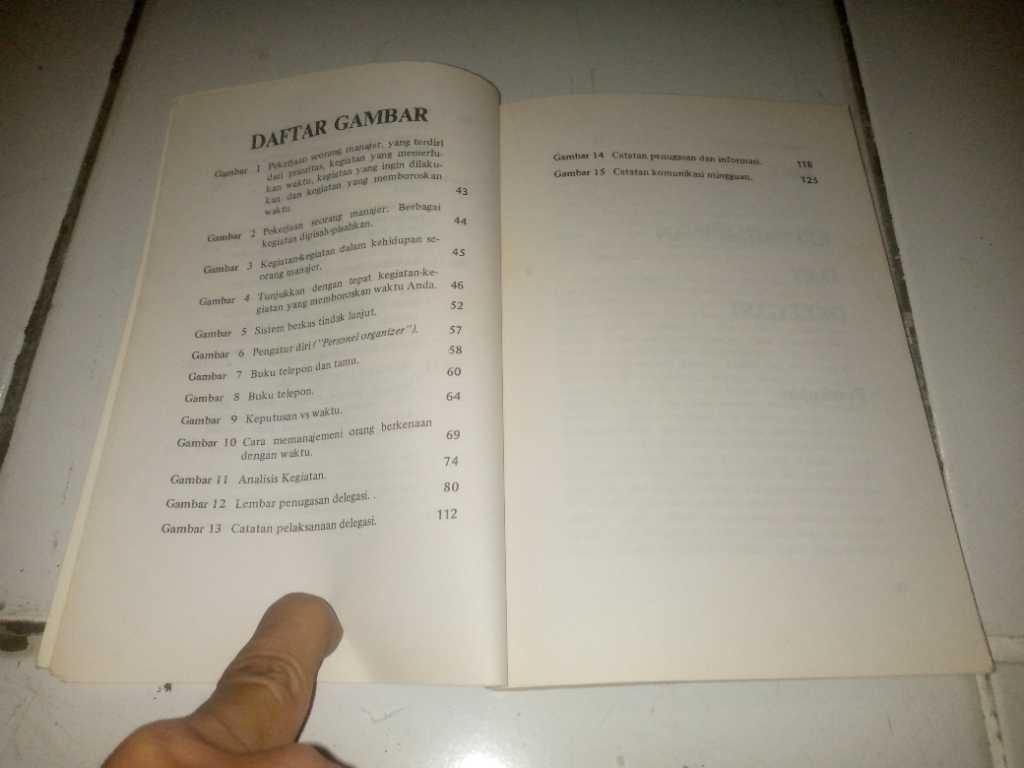 DAFTAR GAMBAR
Gambar 1 Pekerjaan seorang manajer, yang terdiri
dari prioritas, kegiatan yang memerlu-
kan waktu, kegiatan yang ingin dilaku-
kan dan kegiatan yang memboroskan
waktu. 43
Gambar 2 Pekerjaan seorang manajer: Berbagai
kegiatan dipisah-pisahkan. 44
Gambar 3 Kegiatan-kegiatan dalam kehidupan se-
orang manajer. 45
Gambar 4 Tunjukkan dengan tepat kegiatan-ke-
giatan yang memboroskan waktu Anda. 46
Gambar 5 Sistem berkas tindak lanjut. 52
Gambar 6 Pengatur diri ("Personel organizer"). 57
Gambar 7 Buku telepon dan tamu. 58
Gambar 8 Buku telepon. 60
Gambar 9 Keputusan vs waktu. 64
Gambar 10 Cara memanajemeni orang berkenaan
dengan waktu. 69
Gambar 11 Analisis Kegiatan. 74
Gambar 12 Lembar penugasan delegasi. . 80
Gambar 13 Catatan pelaksanaan delegasi. 112
Gambar 14 Catatan penugasan dan informasi. 118
Gambar 15 Catatan komunikasi mingguan. 125